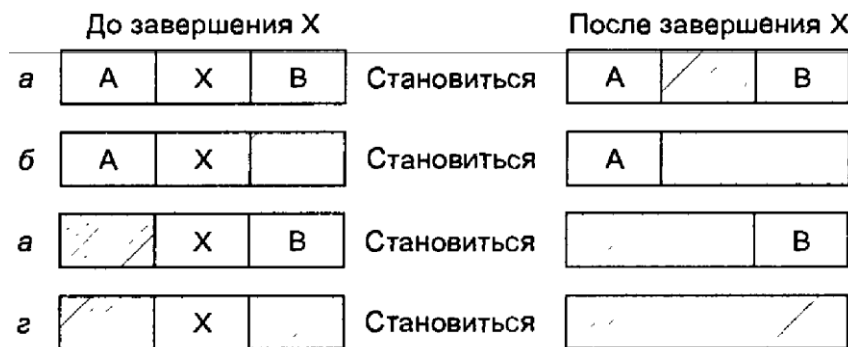 До завершения X После завершения X
а A X B Становиться A B
б A X Становиться A
а X B Становиться B
г X Становиться